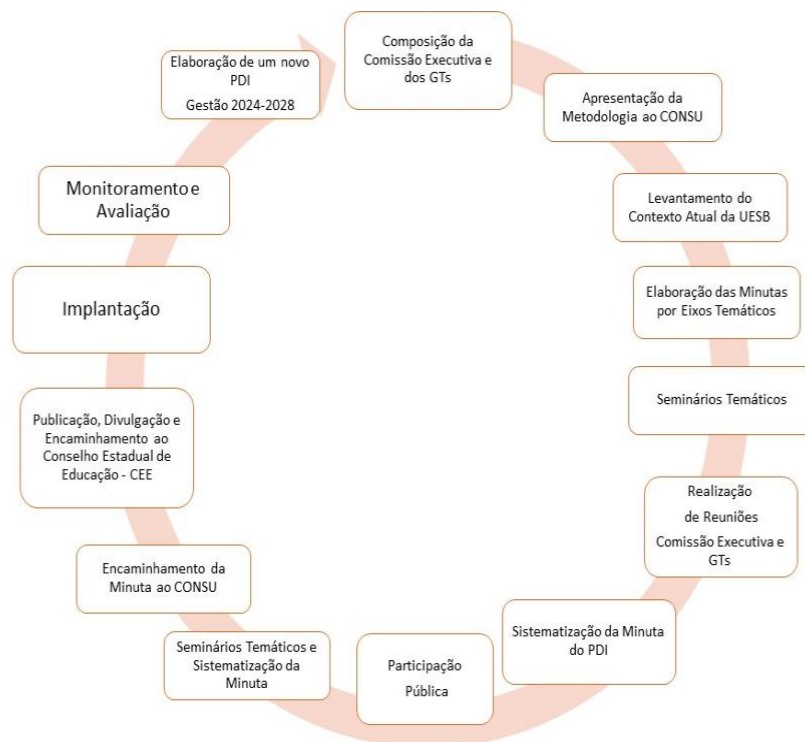 Composição da
Comissão Executiva e
dos GTs
Apresentação da
Metodologia ao CONSU
Levantamento do
Contexto Atual da UESB
Elaboração das Minutas
por Eixos Temáticos
Seminários Temáticos
Realização
de Reuniões
Comissão Executiva e
GTs
Sistematização da Minuta
do PDI
Participação
Pública
Seminários Temáticos e
Sistematização da
Minuta
Encaminhamento da
Minuta ao CONSU
Publicação, Divulgação e
Encaminhamento ao
Conselho Estadual de
Educação - CEE
Implantação
Monitoramento e
Avaliação
Elaboração de um novo
PDI
Gestão 2024-2028